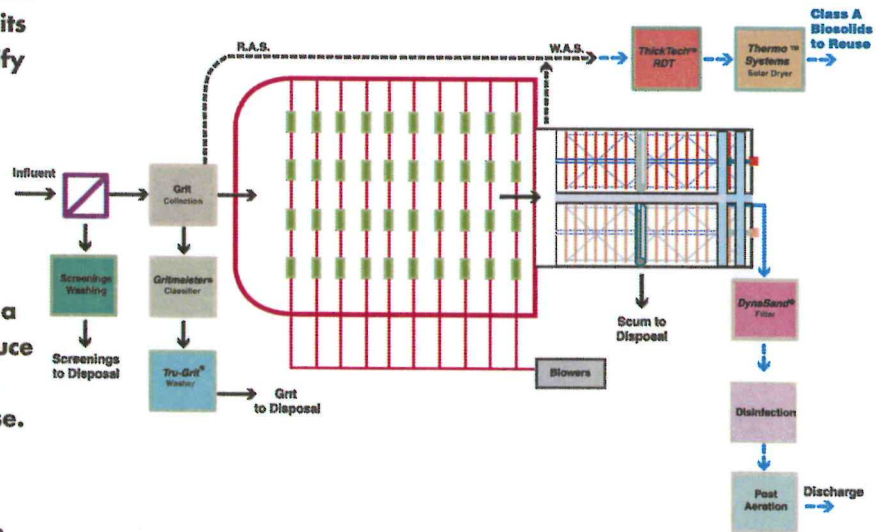 its
fy
a
uce
se.
R.A.S.
W.A.S.
ThickTech™
RDT
Thermo™
Systems
Solar Dryer
Class A
Biosolids
to Reuse
Influent
Grit
Collection
Screenings
Washing
Screenings
to Disposal
Gritmeister®
Classifier
Tru-Grit®
Washer
Grit
to Disposal
Scum to
Disposal
Blowers
DynaSand®
Filter
Disinfection
Post
Aeration
Discharge